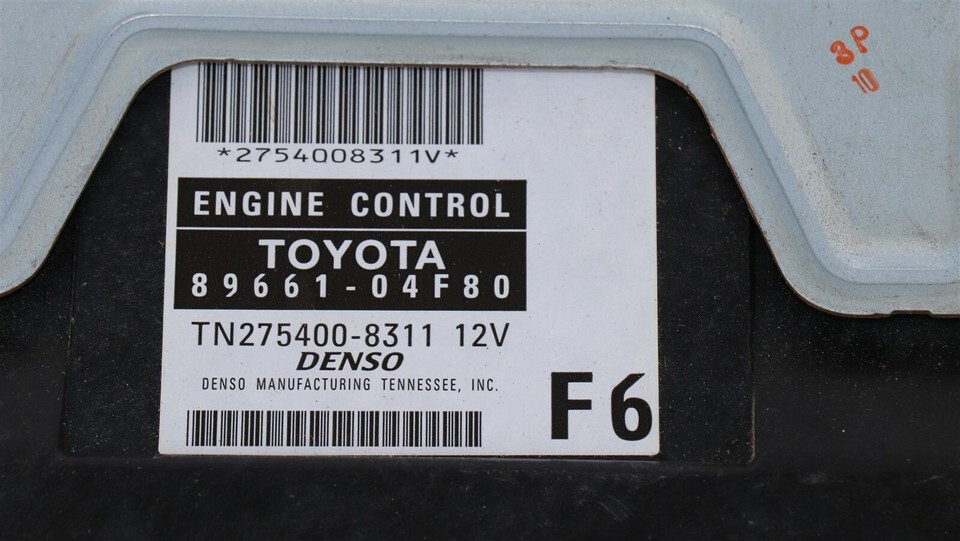 3P
10
*2754008311V*
ENGINE CONTROL
TOYOTA
89661-04F80
TN275400-8311 12V
DENSO
DENSO MANUFACTURING TENNESSEE, INC.
F6